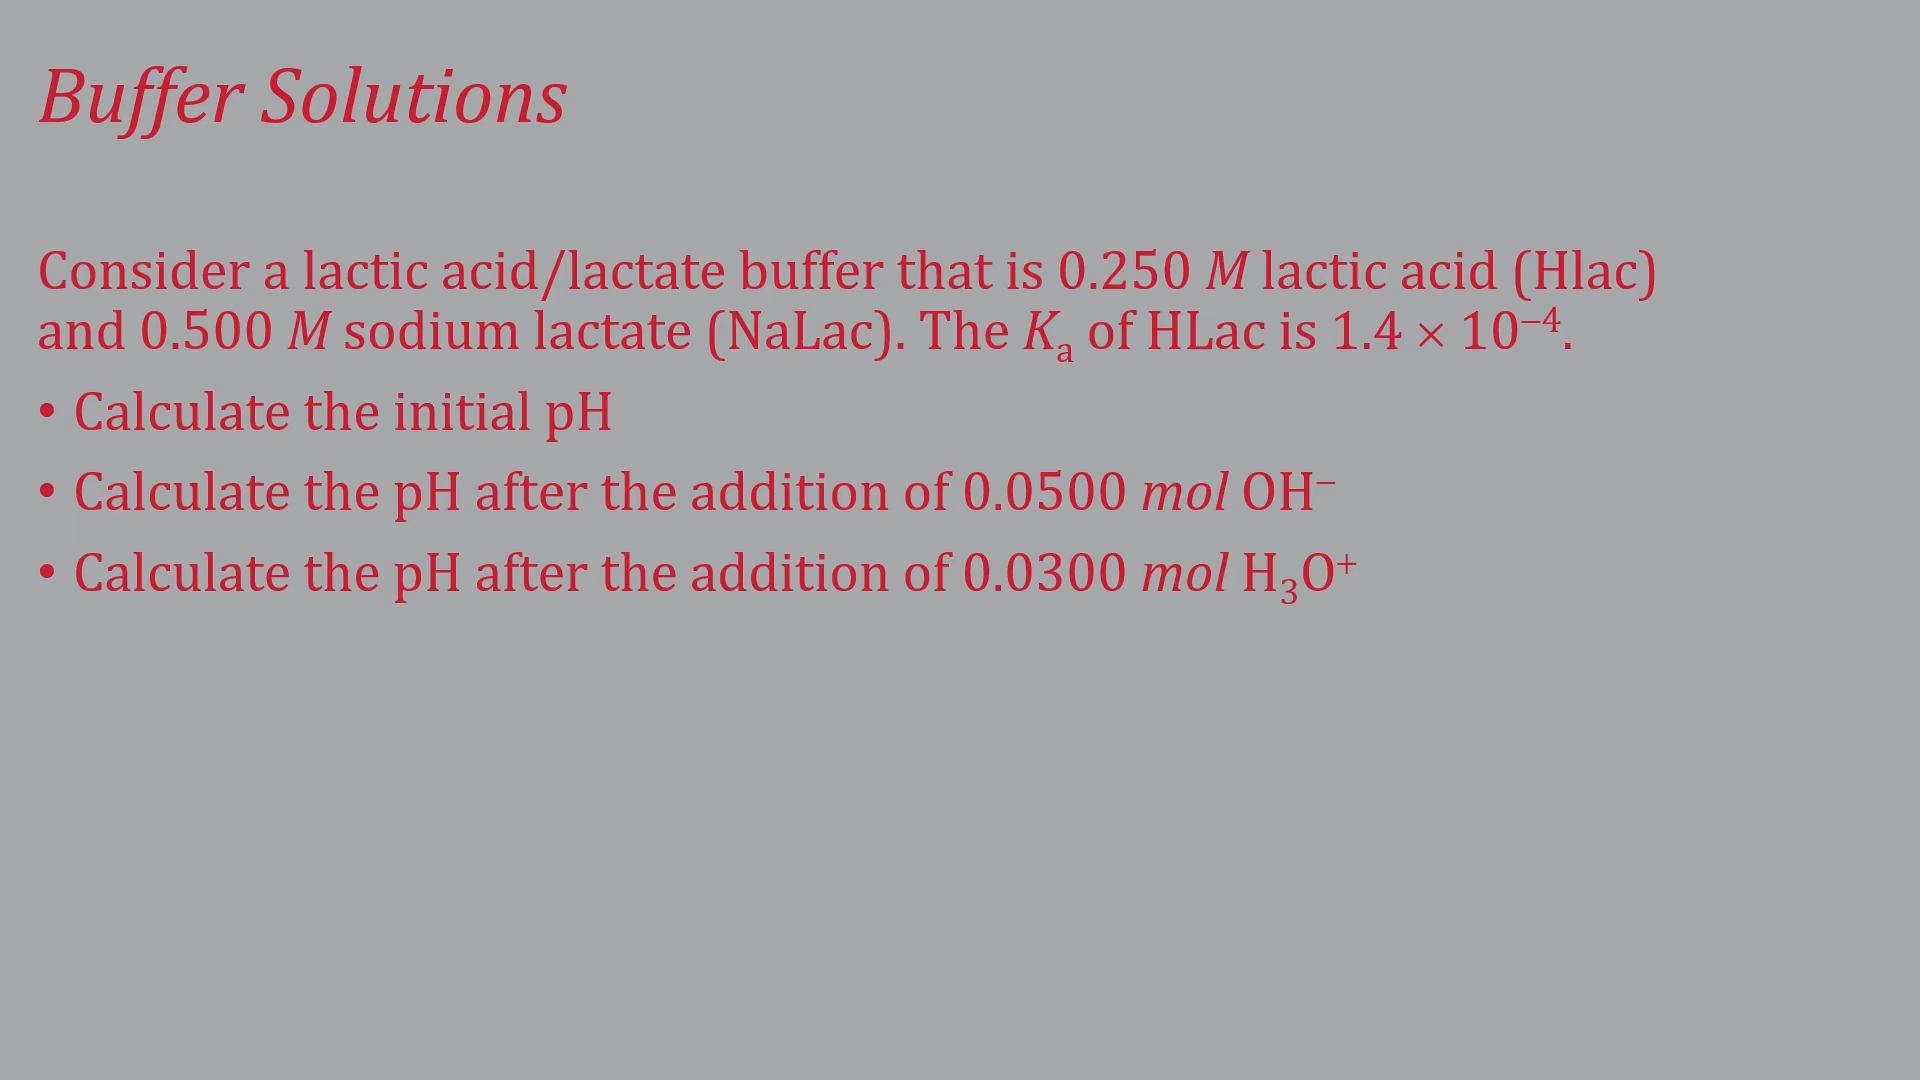 Buffer Solutions
Consider a lactic acid/lactate buffer that is 0.250 M lactic acid (Hlac)
and 0.500 M sodium lactate (NaLac). The Kₐ of HLac is 1.4 × 10⁻⁴.
• Calculate the initial pH
• Calculate the pH after the addition of 0.0500 mol OH⁻
• Calculate the pH after the addition of 0.0300 mol H₃O⁺